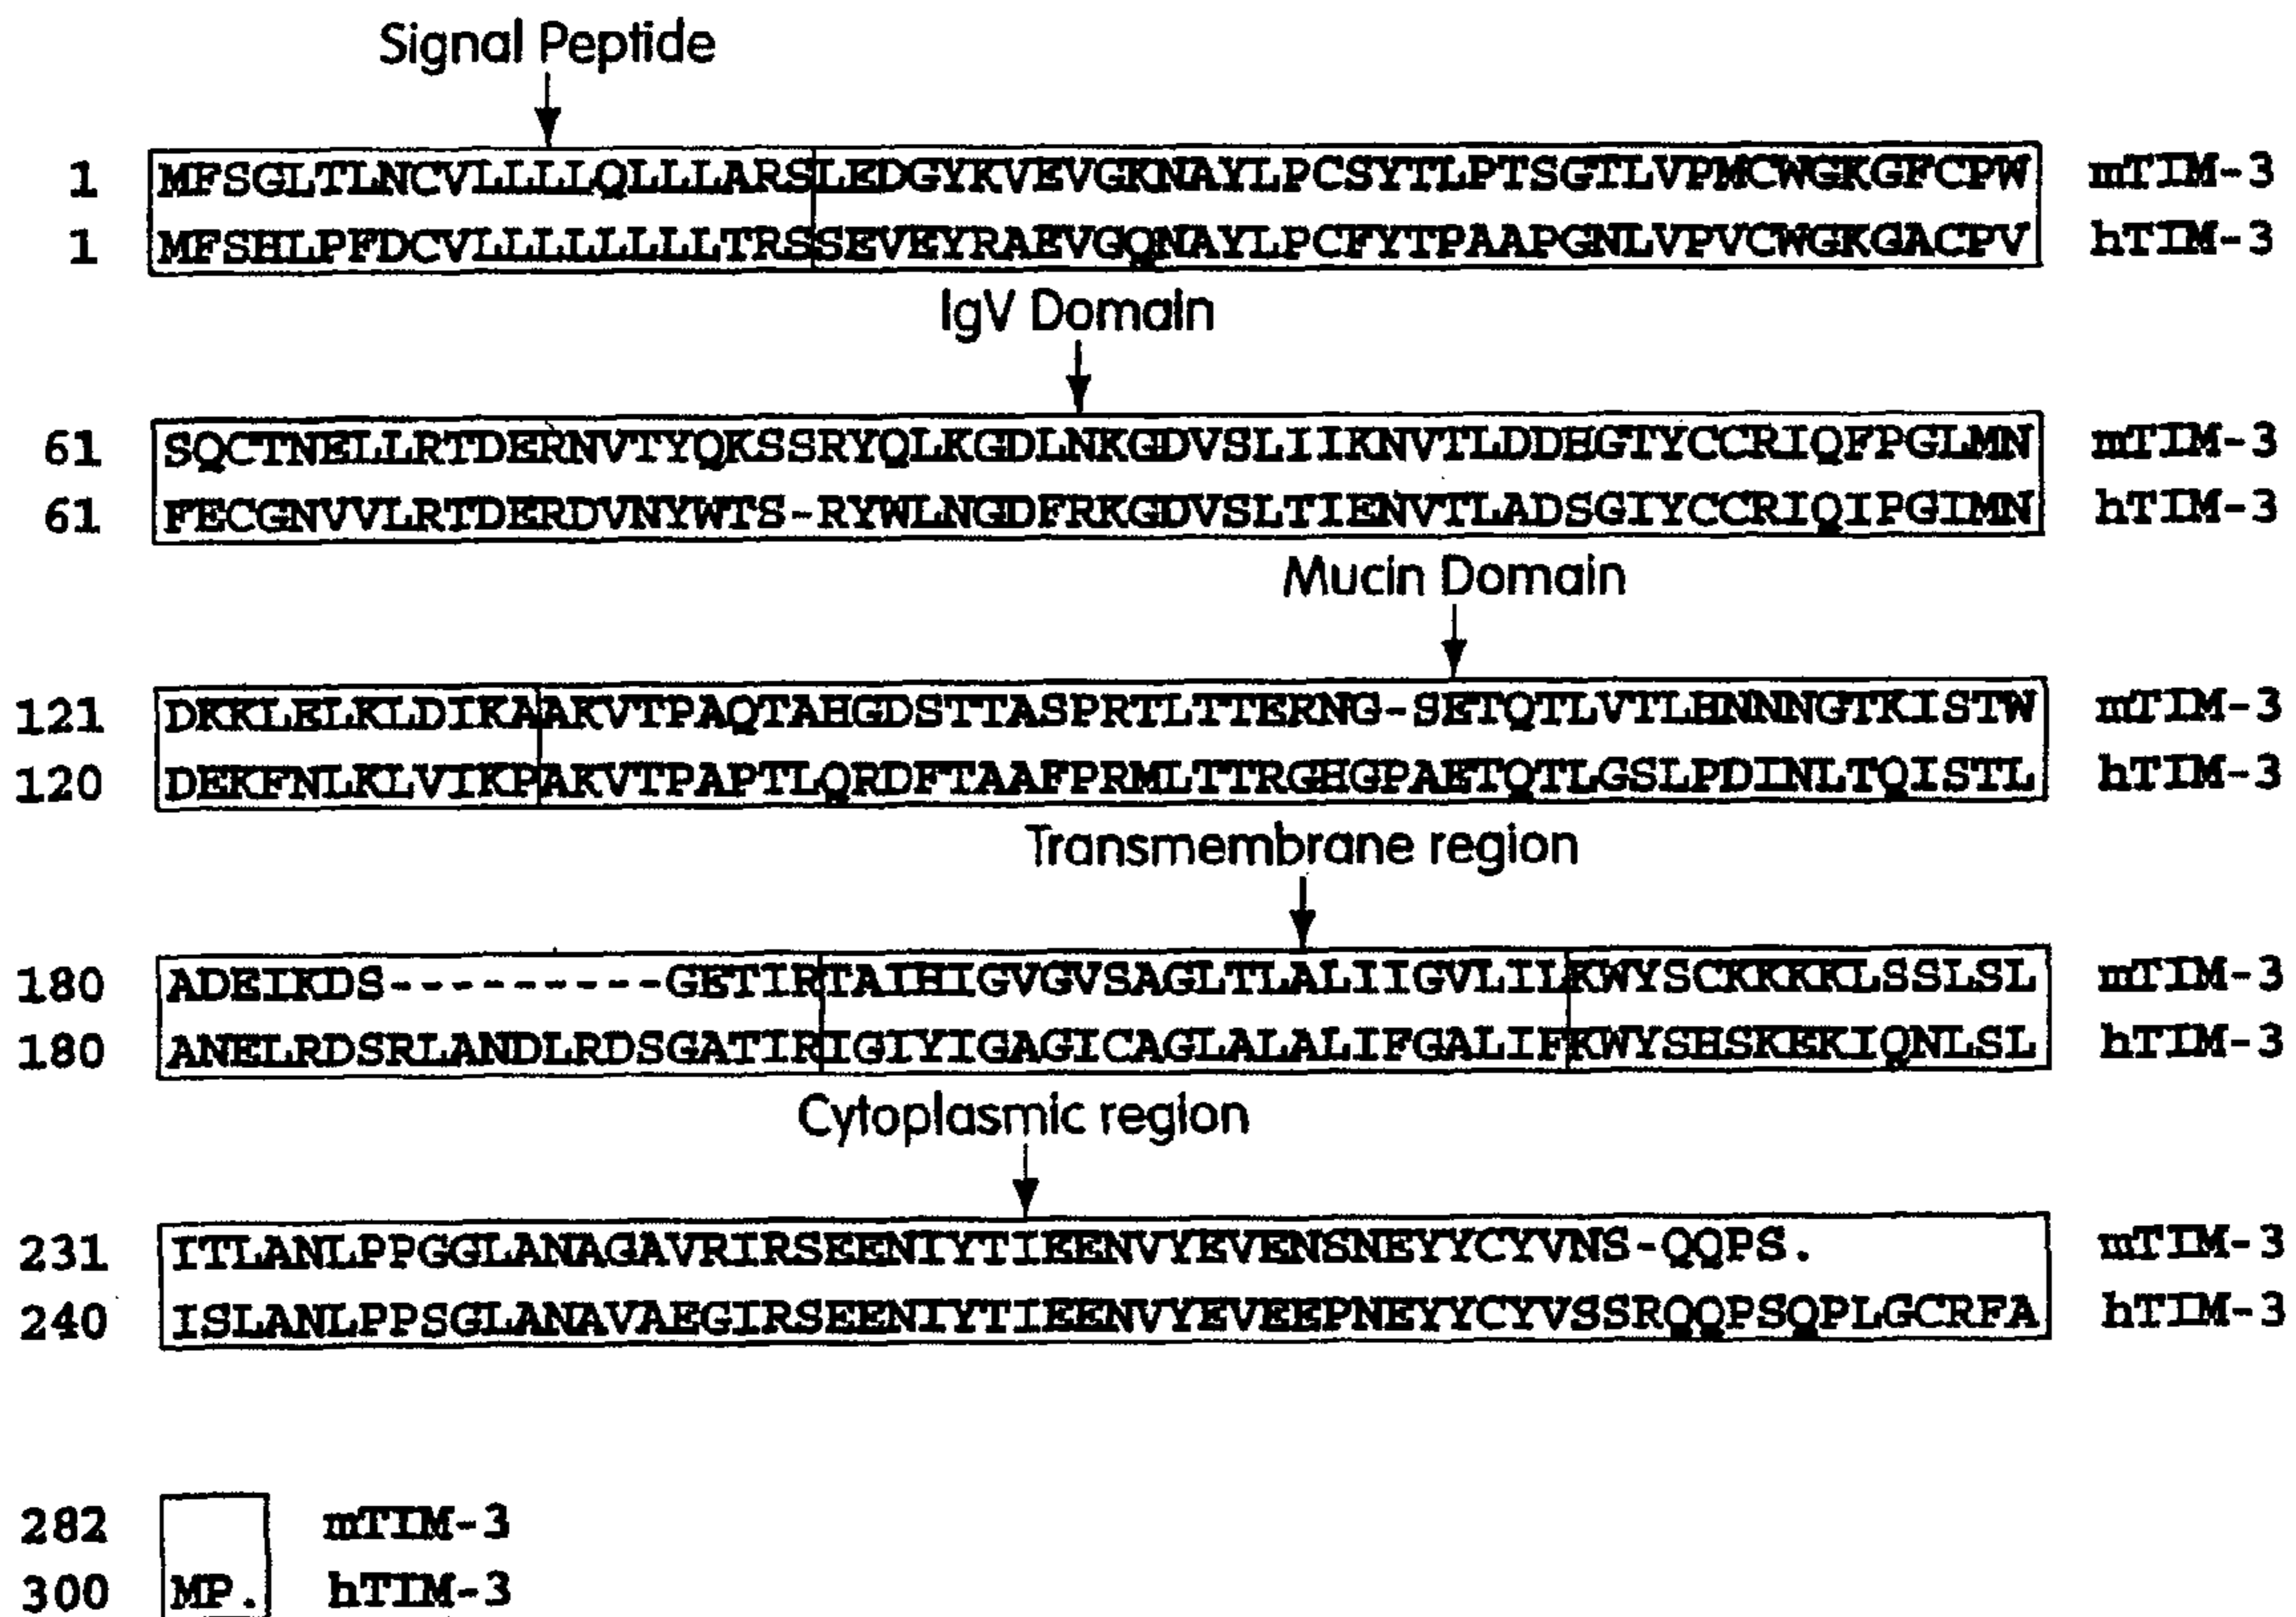 Signal Peptide
1 MFSGLTLNCVLLLLQLLLARSLEDGYKVEVGKNAYLPCSYTLPTSGTLVPMCWGKGFCPW mTIM-3
1 MFSHLPFDCVLLLLLLLLTRSSEVEYRAEVGQNAYLPCFYTPAAPGNLVPVCWGKGACPV hTIM-3
IgV Domain
61 SQCTNELLRTDERNVTYQKSSRYQLKGDLNKGDVSLIIKNVTLDDHGTYCCRIQFPGLMN mTIM-3
61 FECGNVVLRTDERDVNYWTS-RYWLNGDFRKGDVSLTIENVTLADSGIYCCRIQIPGIMN hTIM-3
Mucin Domain
121 DKKLELKLDIKAAKVTPAQTAHGDSTTASPRTLTTERNG-SETQTLVTLHNNNGTKISTW mTIM-3
120 DEKFNLKLVIKPAKVTPAPTLQRDFTAAFPRMLTTRGHGPAETQTLGSLPDINLTQISTL hTIM-3
Transmembrane region
180 ADEIKDS---------GETIRTAIHIGVGVSAGLTLALIIGVLILKWYSCKKKKLSSLSL mTIM-3
180 ANELRDSRLANDLRDSGATIRIGIYIGAGICAGLALALIFGALIFKWYSHSKEKIQNLSL hTIM-3
Cytoplasmic region
231 ITLANLPPGGLANAGAVRIRSEENIYTIEENVYEVENSNEYYCYVNS-QQPS. mTIM-3
240 ISLANLPPSGLANAVAEGIRSEENIYTIEENVYEVEEPNEYYCYVSSRQQPSQPLGCRFA hTIM-3
282 mTIM-3
300 MP. hTIM-3